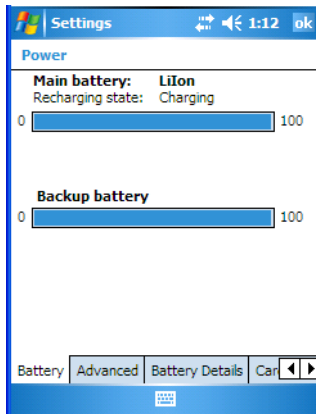 Settings 1:12 ok
Power
Main battery: LiIon
Recharging state: Charging
0 100
Backup battery
0 100
Battery Advanced Battery Details